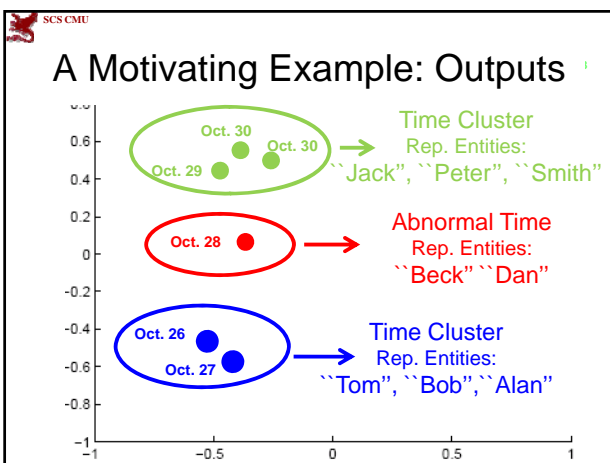 SCS CMU
A Motivating Example: Outputs
0.6
Oct. 30
Oct. 30
Oct. 29
Time Cluster
Rep. Entities:
``Jack'', ``Peter'', ``Smith''
0.4
0.2
Oct. 28
Abnormal Time
Rep. Entities:
``Beck'' ``Dan''
0
-0.2
-0.4
Oct. 26
Oct. 27
Time Cluster
Rep. Entities:
``Tom'', ``Bob'',``Alan''
-0.6
-0.8
-1
-1 -0.5 0 0.5 1